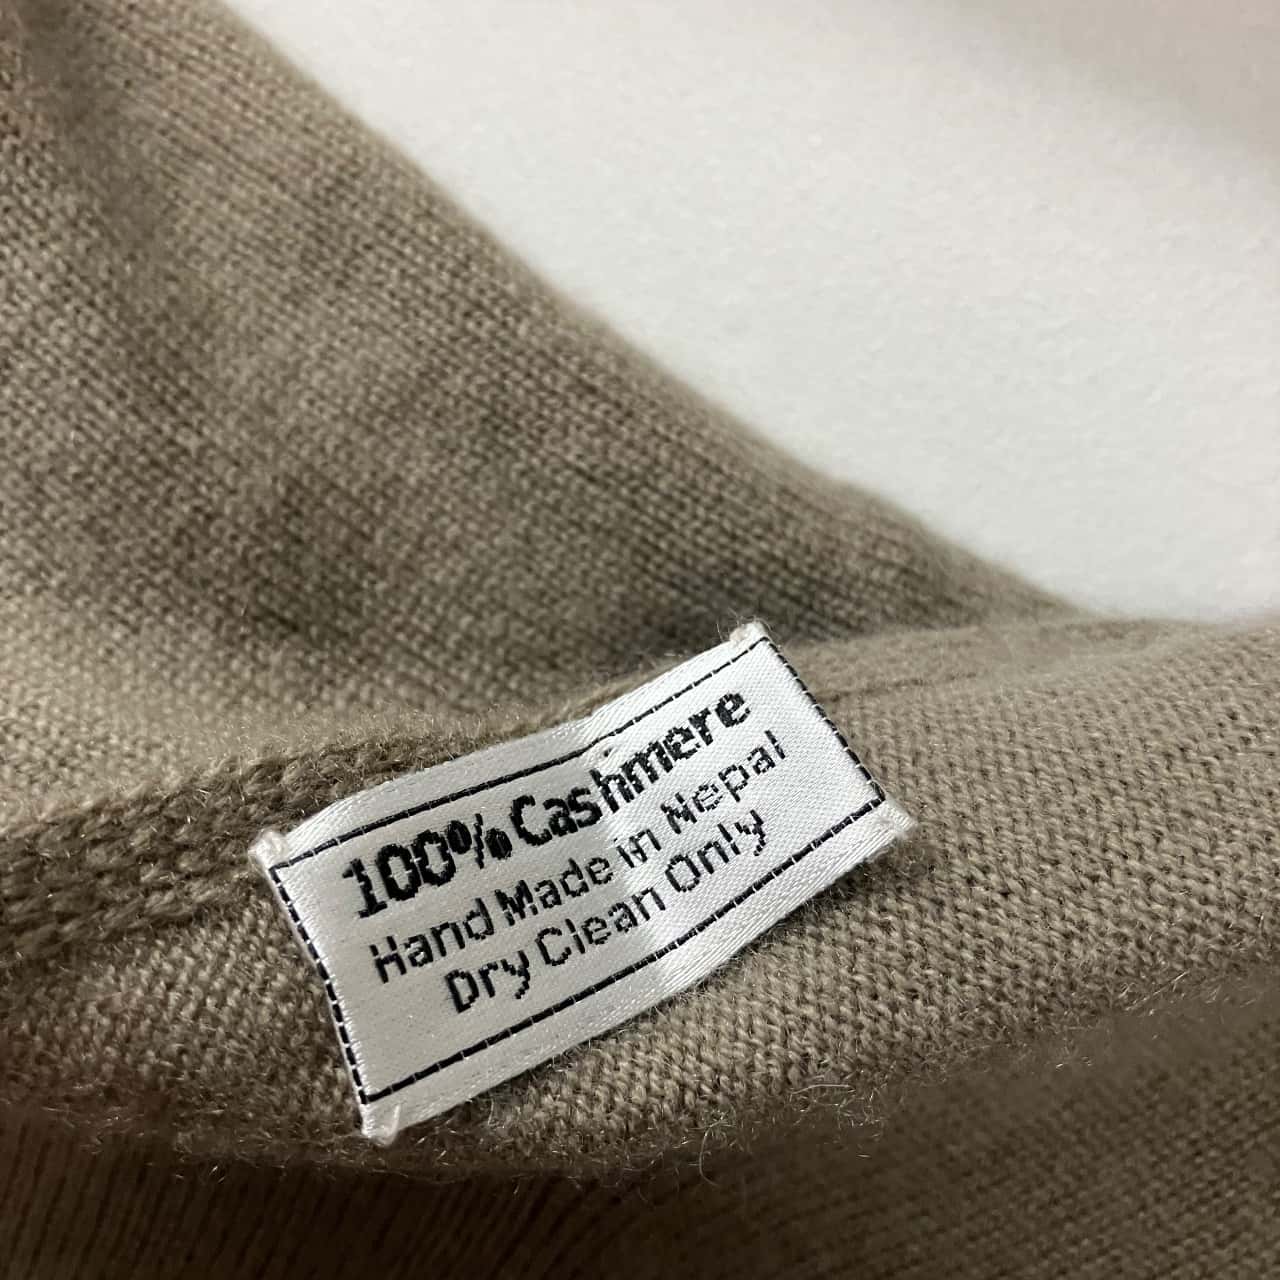 100% Cashmere
Hand Made in Nepal
Dry Clean Only